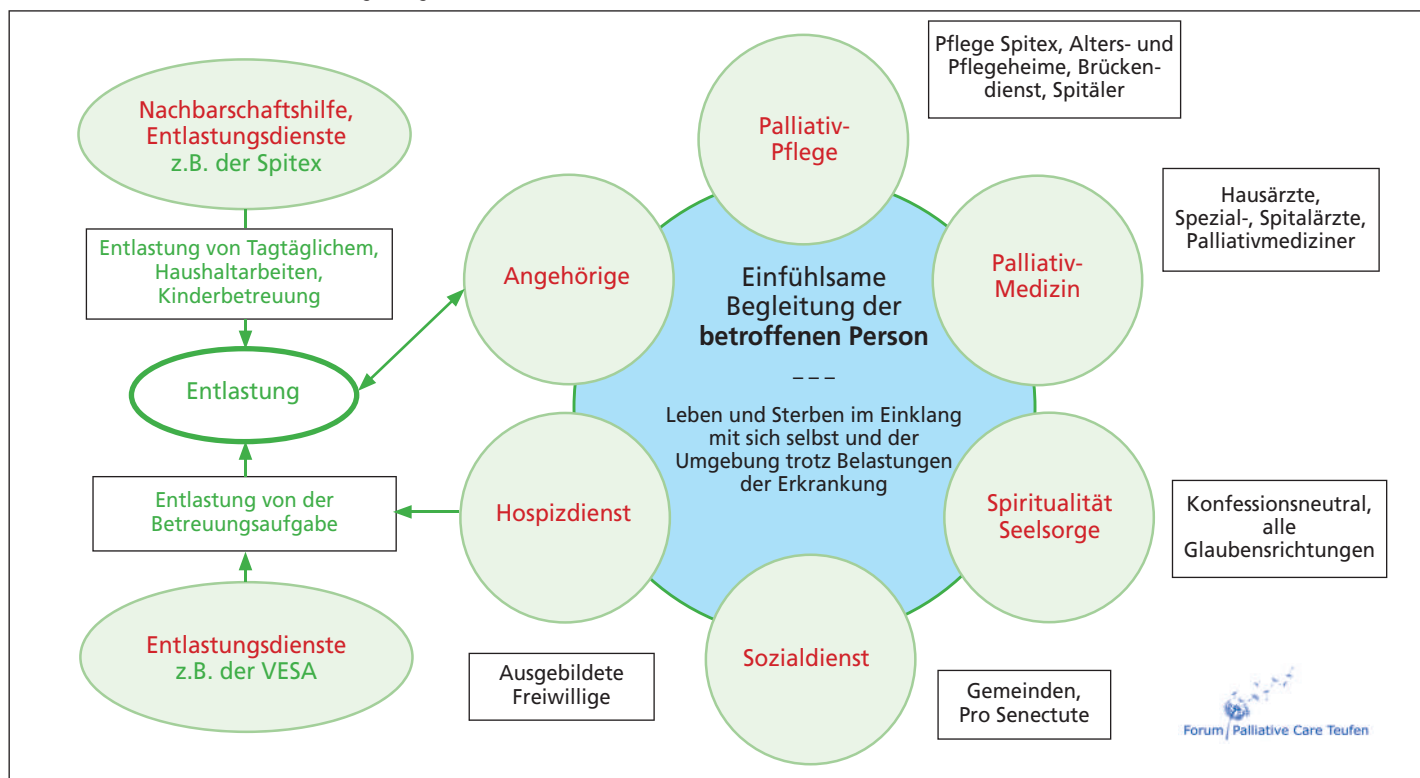 Nachbarschaftshilfe,
Entlastungsdienste
z.B. der Spitex
Entlastung von Tagtäglichem,
Haushaltarbeiten,
Kinderbetreuung
Entlastung
Entlastung von der
Betreuungsaufgabe
Entlastungsdienste
z.B. der VESA
Angehörige
Hospizdienst
Ausgebildete
Freiwillige
Palliativ-
Pflege
Pflege Spitex, Alters- und
Pflegeheime, Brücken-
dienst, Spitäler
Palliativ-
Medizin
Hausärzte,
Spezial-, Spitalärzte,
Palliativmediziner
Einfühlsame
Begleitung der
betroffenen Person
– – –
Leben und Sterben im Einklang
mit sich selbst und der
Umgebung trotz Belastungen
der Erkrankung
Spiritualität
Seelsorge
Konfessionsneutral,
alle
Glaubensrichtungen
Sozialdienst
Gemeinden,
Pro Senectute
Forum Palliative Care Teufen